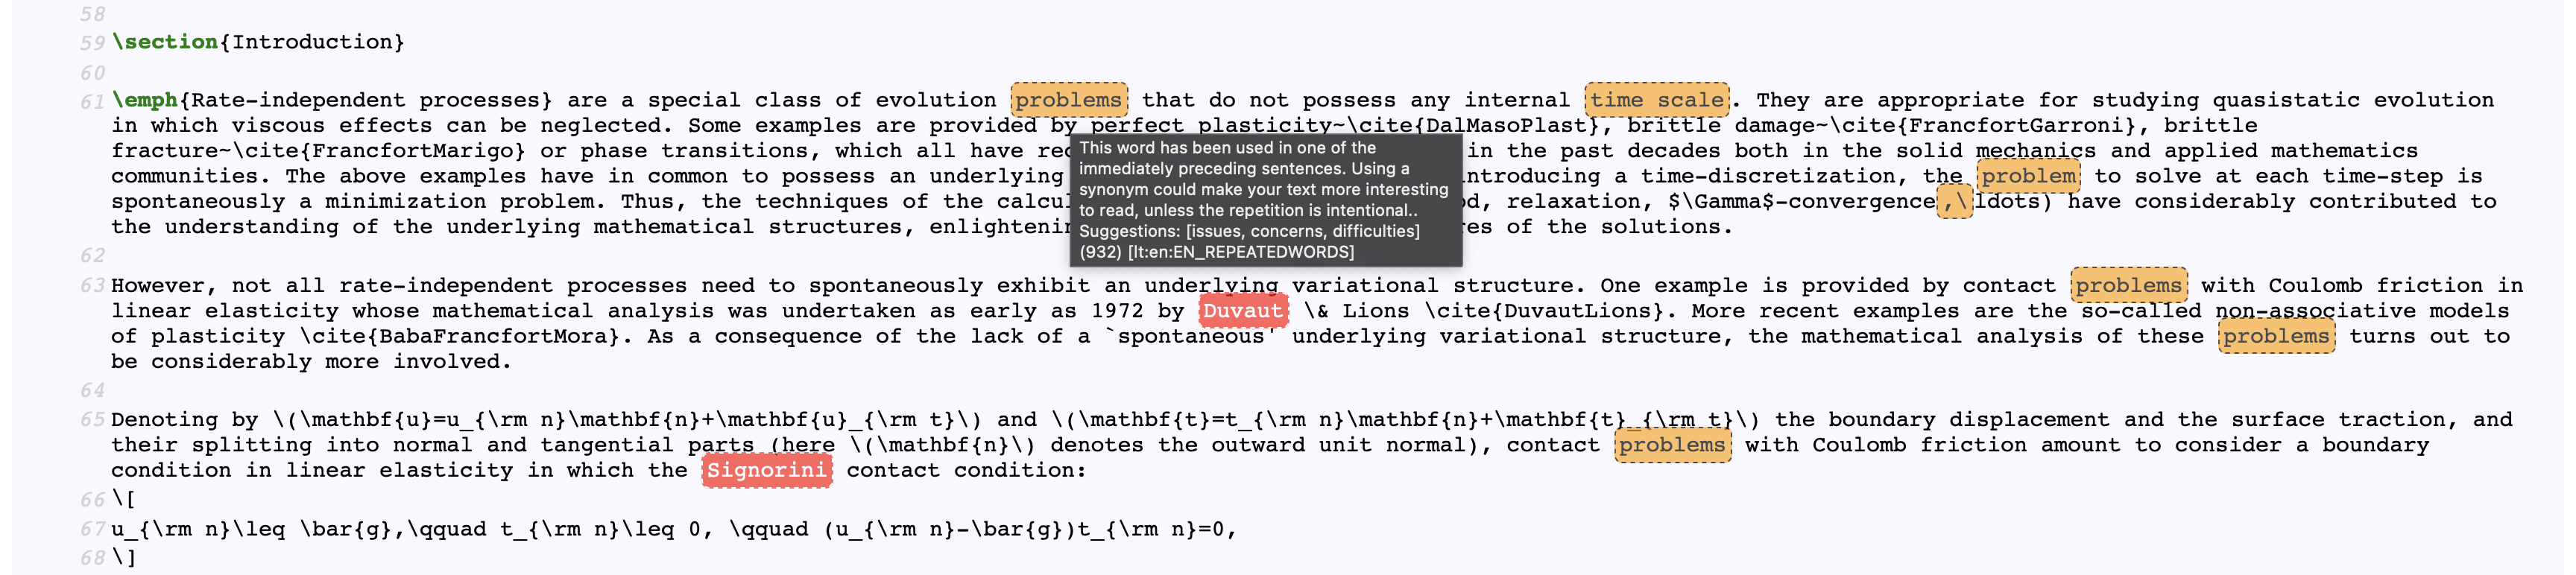 58
59 \section{Introduction}
60
61 \emph{Rate-independent processes} are a special class of evolution problems that do not possess any internal time scale. They are appropriate for studying quasistatic evolution
in which viscous effects can be neglected. Some examples are provided by perfect plasticity~\cite{DalMasoPlast}, brittle damage~\cite{FrancfortGarroni}, brittle
fracture~\cite{FrancfortMarigo} or phase transitions, which all have in the past decades both in the solid mechanics and applied mathematics
communities. The above examples have in common to possess an underlying introducing a time-discretization, the problem to solve at each time-step is
spontaneously a minimization problem. Thus, the techniques of the relaxation, $\Gamma$-convergence,\ldots) have considerably contributed to
the understanding of the underlying mathematical structures, of the solutions.
This word has been used in one of the
immediately preceding sentences. Using a
synonym could make your text more interesting
to read, unless the repetition is intentional..
Suggestions: [issues, concerns, difficulties]
(932) [lt:en:EN_REPEATEDWORDS]
62
63 However, not all rate-independent processes need to spontaneously exhibit an underlying variational structure. One example is provided by contact problems with Coulomb friction in
linear elasticity whose mathematical analysis was undertaken as early as 1972 by Duvaut \& Lions \cite{DuvautLions}. More recent examples are the so-called non-associative models
of plasticity \cite{BabaFrancfortMora}. As a consequence of the lack of a `spontaneous' underlying variational structure, the mathematical analysis of these problems turns out to
be considerably more involved.
64
65 Denoting by \(\mathbf{u}=u_{\rm n}\mathbf{n}+\mathbf{u}_{\rm t}\) and \(\mathbf{t}=t_{\rm n}\mathbf{n}+\mathbf{t}_{\rm t}\) the boundary displacement and the surface traction, and
their splitting into normal and tangential parts (here \(\mathbf{n}\) denotes the outward unit normal), contact problems with Coulomb friction amount to consider a boundary
condition in linear elasticity in which the Signorini contact condition:
66 \[
67 u_{\rm n}\leq \bar{g},\qquad t_{\rm n}\leq 0, \qquad (u_{\rm n}-\bar{g})t_{\rm n}=0,
68 \]